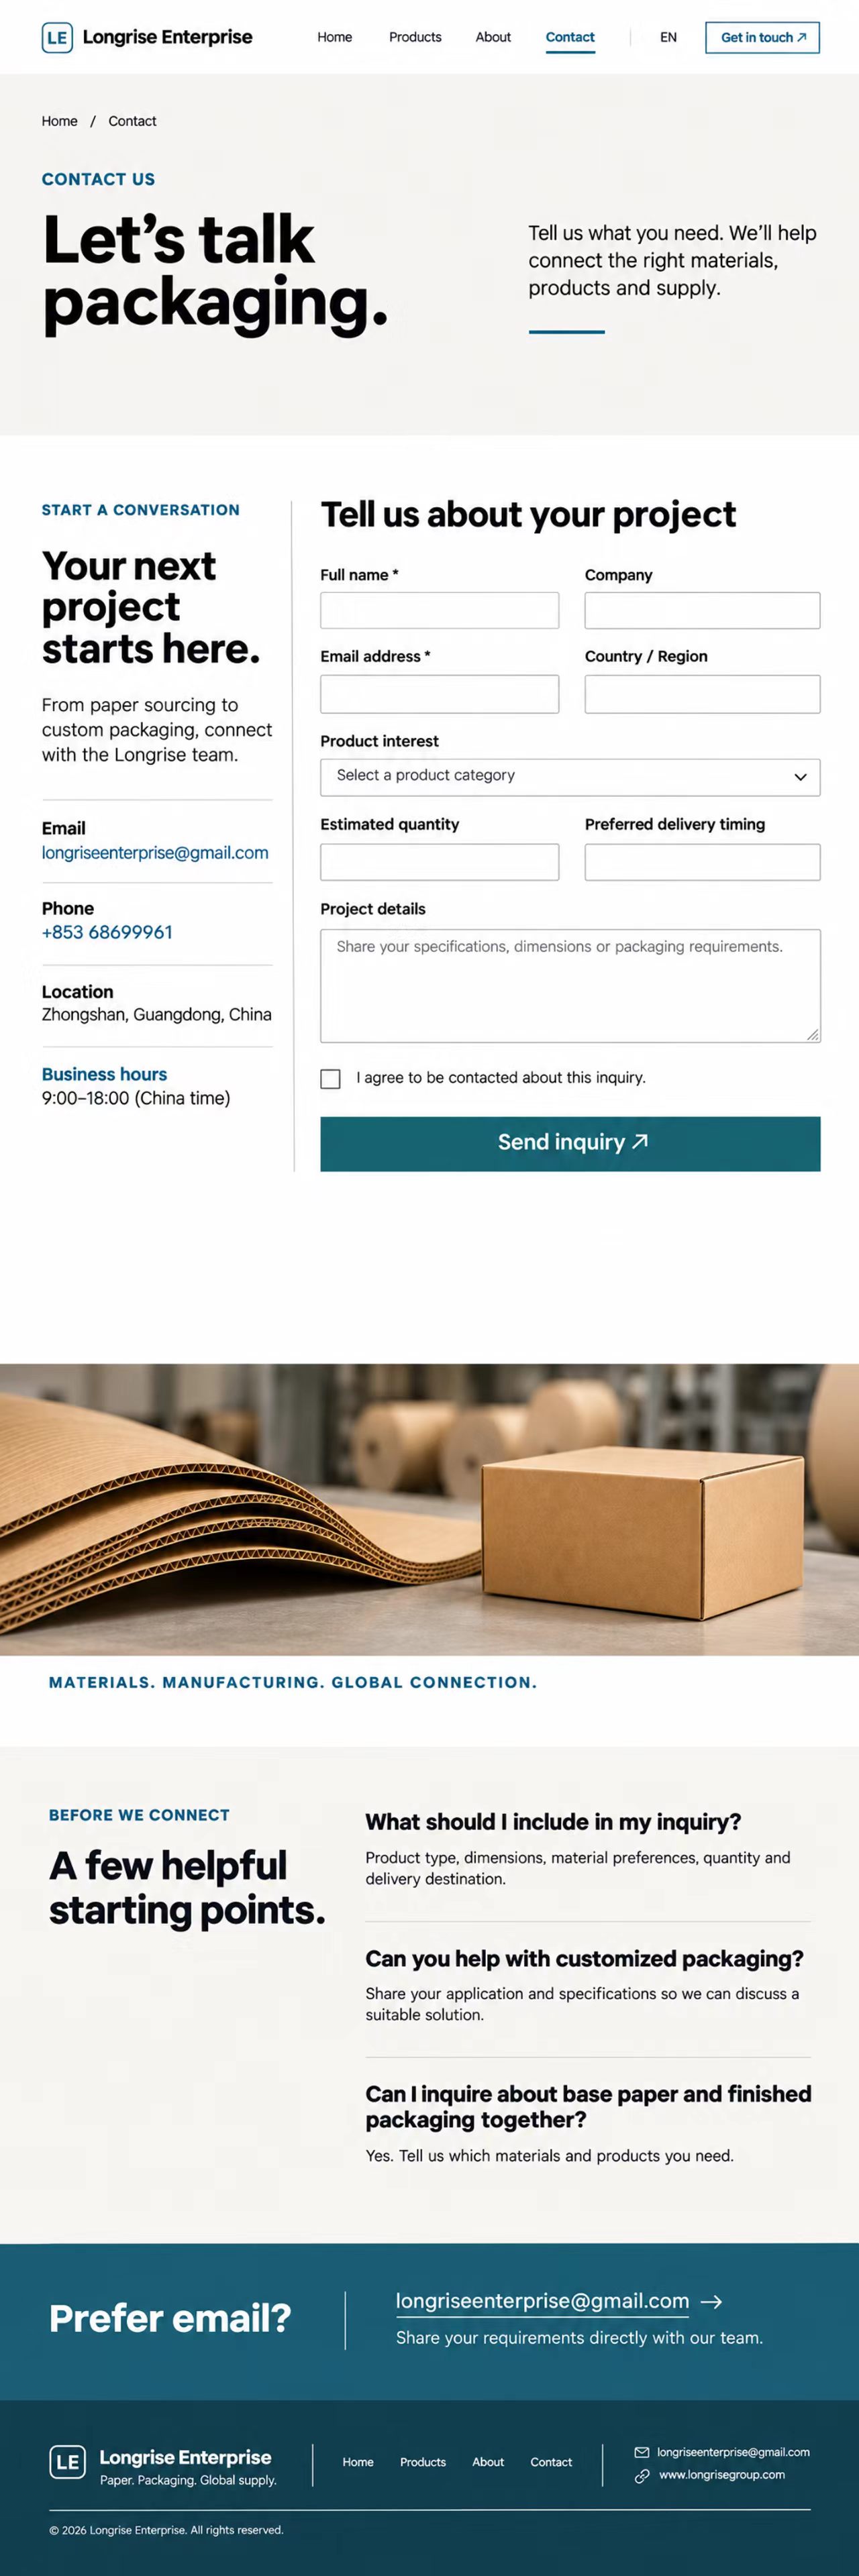 LE Longrise Enterprise
Home Products About Contact EN Get in touch ↗
Home / Contact
CONTACT US
Let’s talk
packaging.
Tell us what you need. We’ll help
connect the right materials,
products and supply.
START A CONVERSATION
Your next
project
starts here.
From paper sourcing to
custom packaging, connect
with the Longrise team.
Email
longriseenterprise@gmail.com
Phone
+853 68699961
Location
Zhongshan, Guangdong, China
Business hours
9:00–18:00 (China time)
Tell us about your project
Full name * Company
Email address * Country / Region
Product interest
Select a product category
Estimated quantity Preferred delivery timing
Project details
Share your specifications, dimensions or packaging requirements.
I agree to be contacted about this inquiry.
Send inquiry ↗
MATERIALS. MANUFACTURING. GLOBAL CONNECTION.
BEFORE WE CONNECT
A few helpful
starting points.
What should I include in my inquiry?
Product type, dimensions, material preferences, quantity and
delivery destination.
Can you help with customized packaging?
Share your application and specifications so we can discuss a
suitable solution.
Can I inquire about base paper and finished
packaging together?
Yes. Tell us which materials and products you need.
Prefer email?
longriseenterprise@gmail.com →
Share your requirements directly with our team.
LE Longrise Enterprise
Paper. Packaging. Global supply.
Home Products About Contact
longriseenterprise@gmail.com
www.longrisegroup.com
© 2026 Longrise Enterprise. All rights reserved.